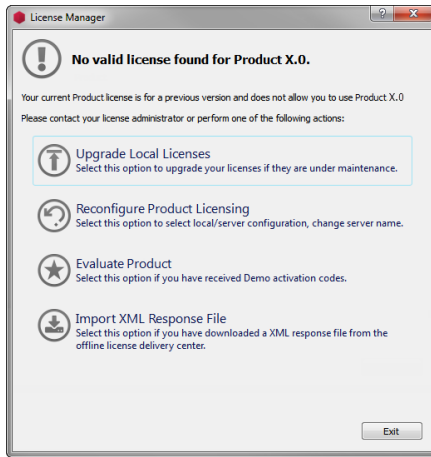 License Manager
No valid license found for Product X.0.
Your current Product license is for a previous version and does not allow you to use Product X.0
Please contact your license administrator or perform one of the following actions:
Upgrade Local Licenses
Select this option to upgrade your licenses if they are under maintenance.
Reconfigure Product Licensing
Select this option to select local/server configuration, change server name.
Evaluate Product
Select this option if you have received Demo activation codes.
Import XML Response File
Select this option if you have downloaded a XML response file from the
offline license delivery center.
Exit